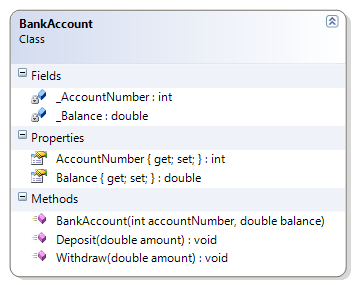 BankAccount
Class
Fields
_AccountNumber : int
_Balance : double
Properties
AccountNumber { get; set; } : int
Balance { get; set; } : double
Methods
BankAccount(int accountNumber, double balance)
Deposit(double amount) : void
Withdraw(double amount) : void